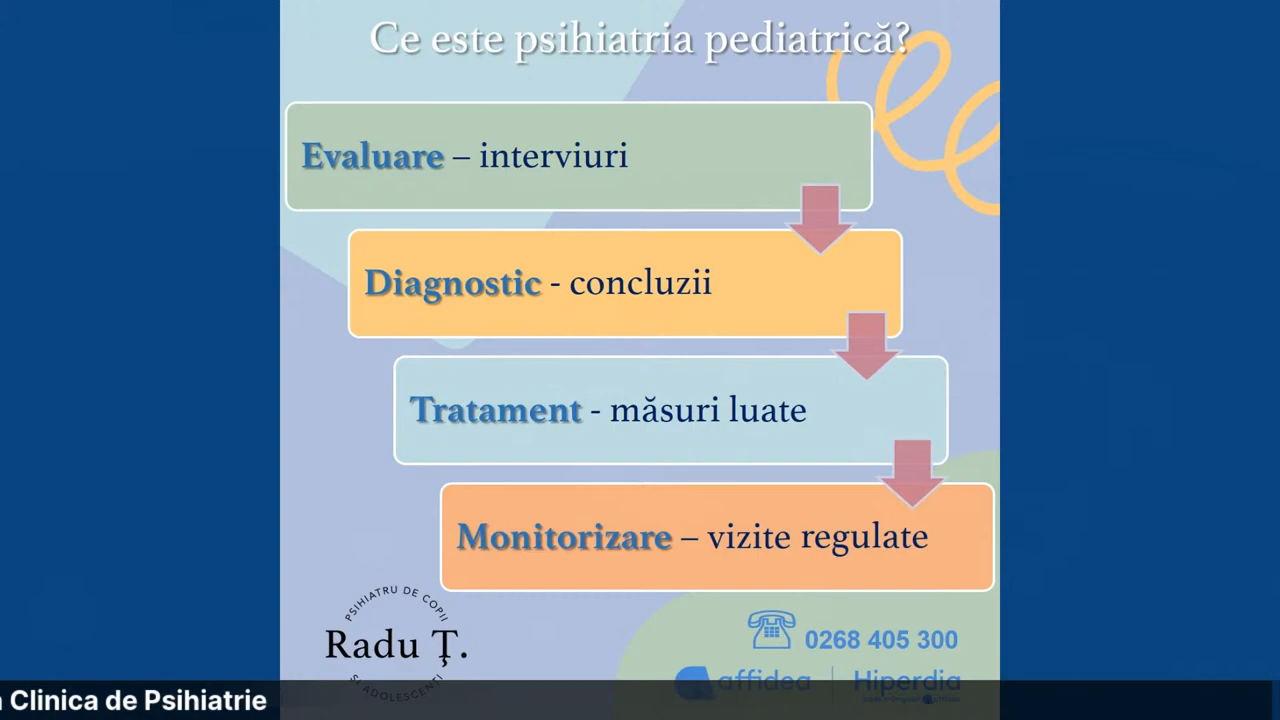 Ce este psihiatria pediatrică?
Evaluare – interviuri
Diagnostic - concluzii
Tratament - măsuri luate
Monitorizare – vizite regulate
PSIHIATRU DE COPII
Radu Ţ.
ȘI ADOLESCENȚI
0268 405 300
affidea | Hiperdia
Clinica de Psihiatrie